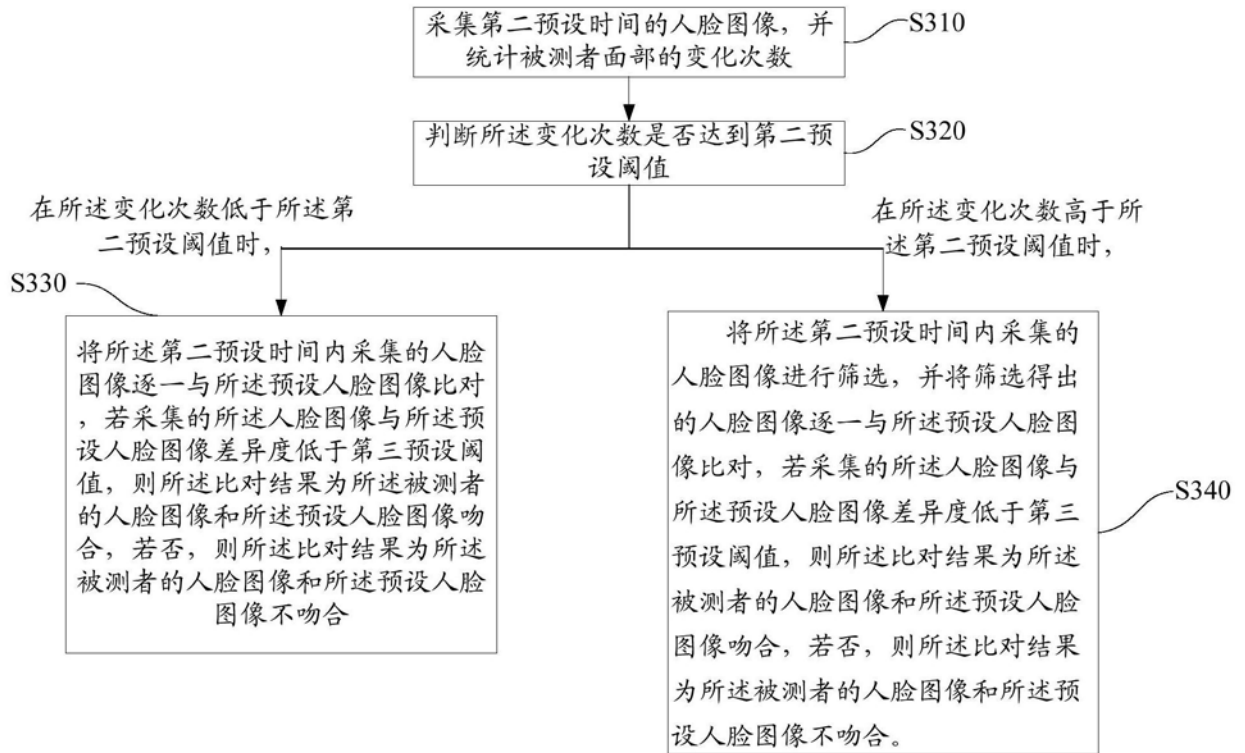 采集第二预设时间的人脸图像，并
统计被测者面部的变化次数
S310
判断所述变化次数是否达到第二预
设阈值
S320
在所述变化次数低于所述第
二预设阈值时，
在所述变化次数高于所
述第二预设阈值时，
S330
将所述第二预设时间内采集的人脸
图像逐一与所述预设人脸图像比对
，若采集的所述人脸图像与所述预
设人脸图像差异度低于第三预设阈
值，则所述比对结果为所述被测者
的人脸图像和所述预设人脸图像吻
合，若否，则所述比对结果为所述
被测者的人脸图像和所述预设人脸
图像不吻合
将所述第二预设时间内采集的
人脸图像进行筛选，并将筛选得出
的人脸图像逐一与所述预设人脸图
像比对，若采集的所述人脸图像与
所述预设人脸图像差异度低于第三
预设阈值，则所述比对结果为所述
被测者的人脸图像和所述预设人脸
图像吻合，若否，则所述比对结果
为所述被测者的人脸图像和所述预
设人脸图像不吻合。
S340